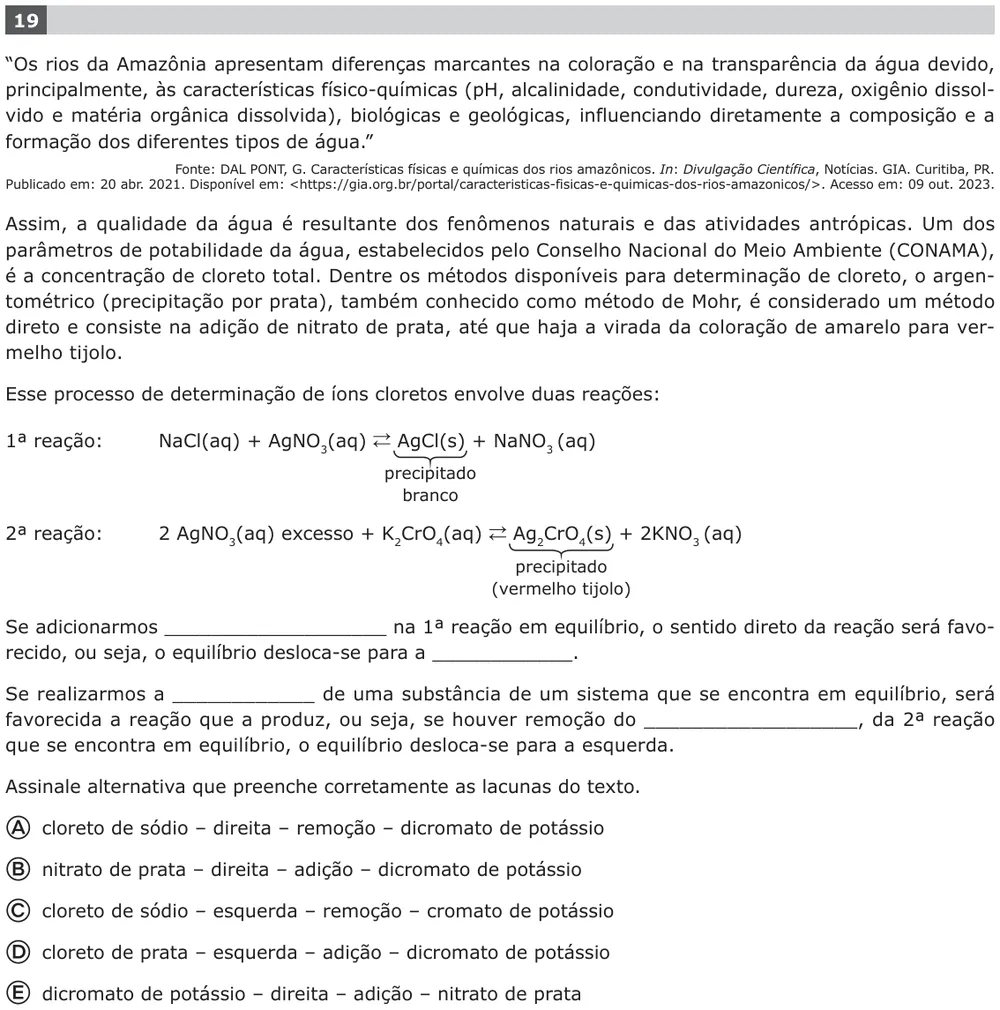 19
“Os rios da Amazônia apresentam diferenças marcantes na coloração e na transparência da água devido,
principalmente, às características físico-químicas (pH, alcalinidade, condutividade, dureza, oxigênio dissol-
vido e matéria orgânica dissolvida), biológicas e geológicas, influenciando diretamente a composição e a
formação dos diferentes tipos de água.”
Fonte: DAL PONT, G. Características físicas e químicas dos rios amazônicos. In: Divulgação Científica, Notícias. GIA. Curitiba, PR.
Publicado em: 20 abr. 2021. Disponível em: <https://gia.org.br/portal/caracteristicas-fisicas-e-quimicas-dos-rios-amazonicos/>. Acesso em: 09 out. 2023.
Assim, a qualidade da água é resultante dos fenômenos naturais e das atividades antrópicas. Um dos
parâmetros de potabilidade da água, estabelecidos pelo Conselho Nacional do Meio Ambiente (CONAMA),
é a concentração de cloreto total. Dentre os métodos disponíveis para determinação de cloreto, o argen-
tométrico (precipitação por prata), também conhecido como método de Mohr, é considerado um método
direto e consiste na adição de nitrato de prata, até que haja a virada da coloração de amarelo para ver-
melho tijolo.
Esse processo de determinação de íons cloretos envolve duas reações:
1ª reação: NaCl(aq) + AgNO₃(aq) ⇄ AgCl(s) + NaNO₃ (aq)
precipitado
branco
2ª reação: 2 AgNO₃(aq) excesso + K₂CrO₄(aq) ⇄ Ag₂CrO₄(s) + 2KNO₃ (aq)
precipitado
(vermelho tijolo)
Se adicionarmos ______________________ na 1ª reação em equilíbrio, o sentido direto da reação será favo-
recido, ou seja, o equilíbrio desloca-se para a ______________.
Se realizarmos a ______________ de uma substância de um sistema que se encontra em equilíbrio, será
favorecida a reação que a produz, ou seja, se houver remoção do _____________________, da 2ª reação
que se encontra em equilíbrio, o equilíbrio desloca-se para a esquerda.
Assinale alternativa que preenche corretamente as lacunas do texto.
A cloreto de sódio – direita – remoção – dicromato de potássio
B nitrato de prata – direita – adição – dicromato de potássio
C cloreto de sódio – esquerda – remoção – cromato de potássio
D cloreto de prata – esquerda – adição – dicromato de potássio
E dicromato de potássio – direita – adição – nitrato de prata